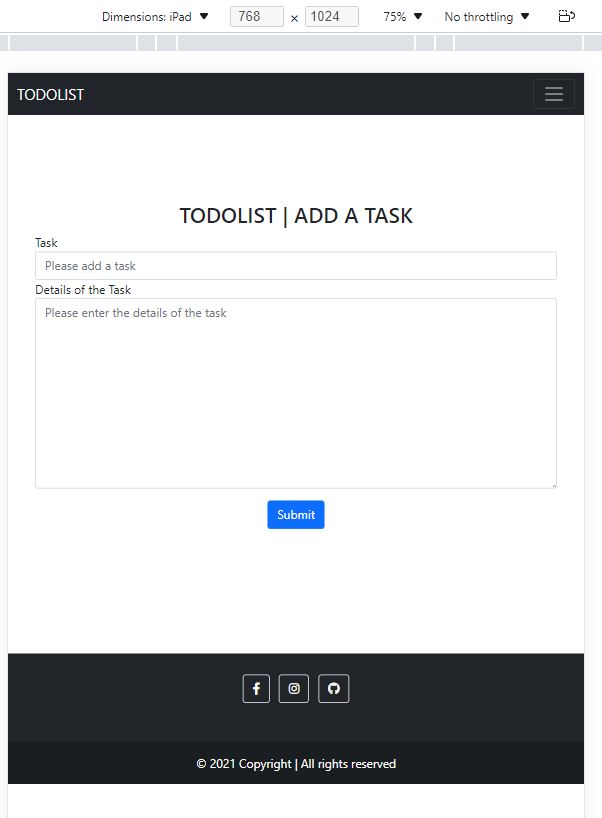 Dimensions: iPad 768 × 1024 75% No throttling
TODOLIST
TODOLIST | ADD A TASK
Task
Please add a task
Details of the Task
Please enter the details of the task
Submit
© 2021 Copyright | All rights reserved